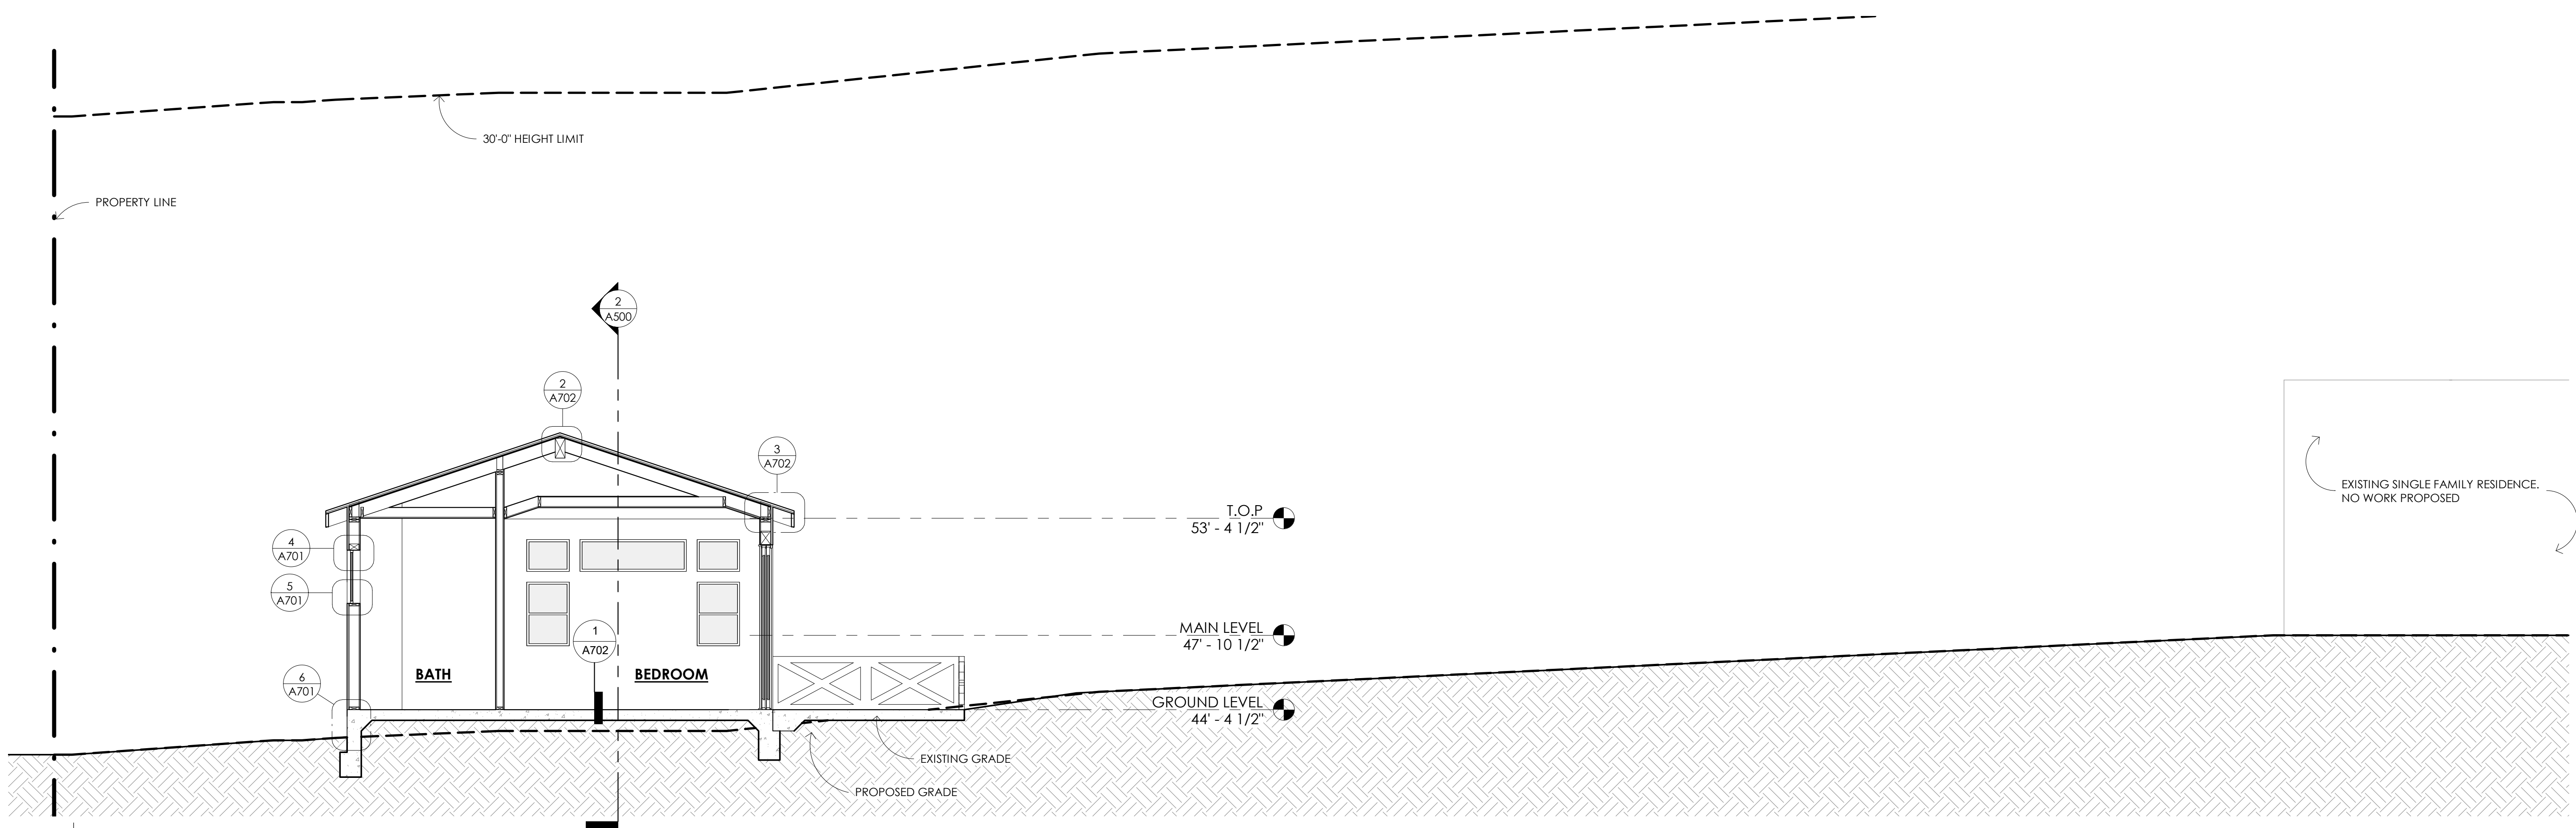 30'-0" HEIGHT LIMIT
PROPERTY LINE
2
A500
2
A702
3
A702
EXISTING SINGLE FAMILY RESIDENCE.
NO WORK PROPOSED
T.O.P
53' - 4 1/2"
4
A701
5
A701
MAIN LEVEL
47' - 10 1/2"
1
A702
BATH
BEDROOM
6
A701
GROUND LEVEL
44' - 4 1/2"
EXISTING GRADE
PROPOSED GRADE